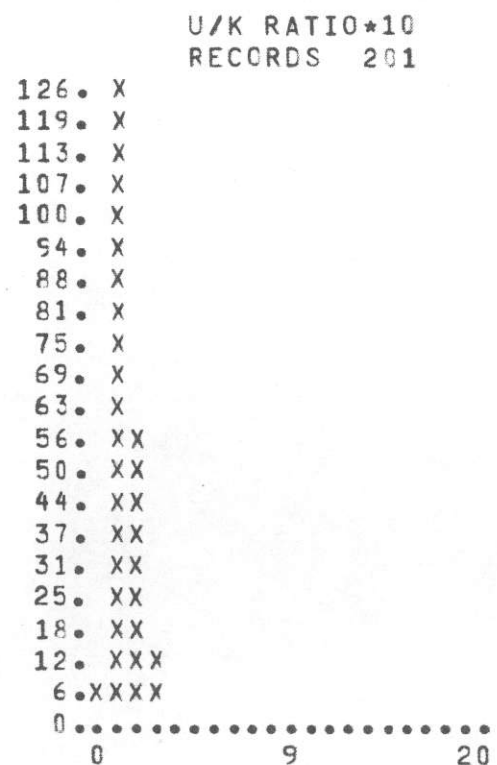 U/K RATIO*10
RECORDS 201
126. X
119. X
113. X
107. X
100. X
94. X
88. X
81. X
75. X
69. X
63. X
56. XX
50. XX
44. XX
37. XX
31. XX
25. XX
18. XX
12. XXX
6.XXXX
0......................
0 9 20